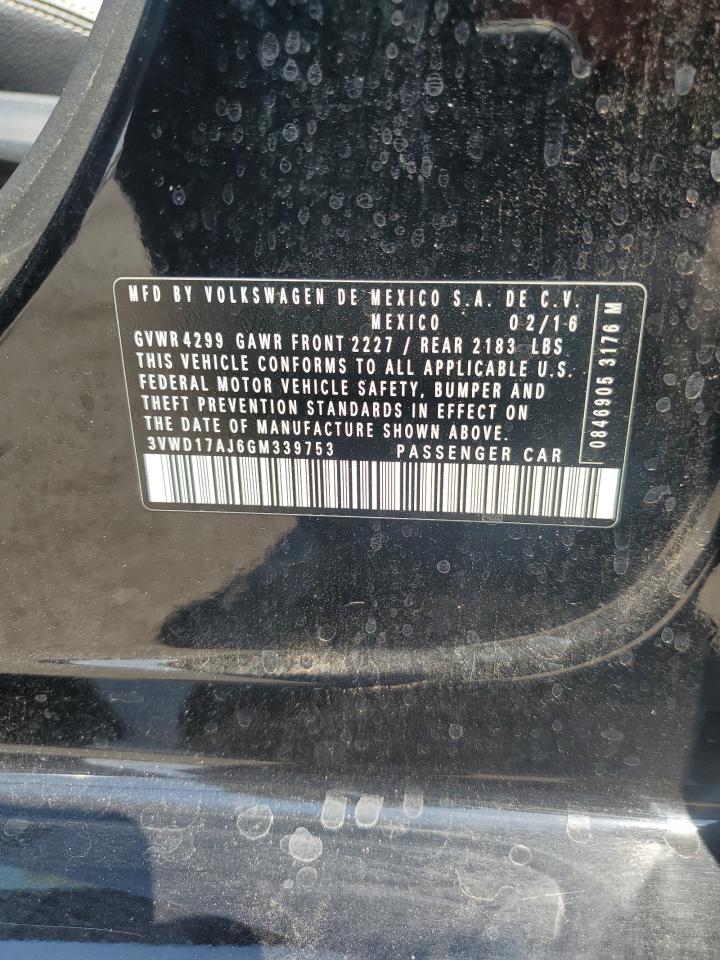 MFD BY VOLKSWAGEN DE MEXICO S.A. DE C.V.
MEXICO 02/16
GVWR 4299 GAWR FRONT 2227 / REAR 2183 LBS
THIS VEHICLE CONFORMS TO ALL APPLICABLE U.S.
FEDERAL MOTOR VEHICLE SAFETY, BUMPER AND
THEFT PREVENTION STANDARDS IN EFFECT ON
THE DATE OF MANUFACTURE SHOWN ABOVE.
3VWD17AJ6GM339753 PASSENGER CAR
0846905 3176 M